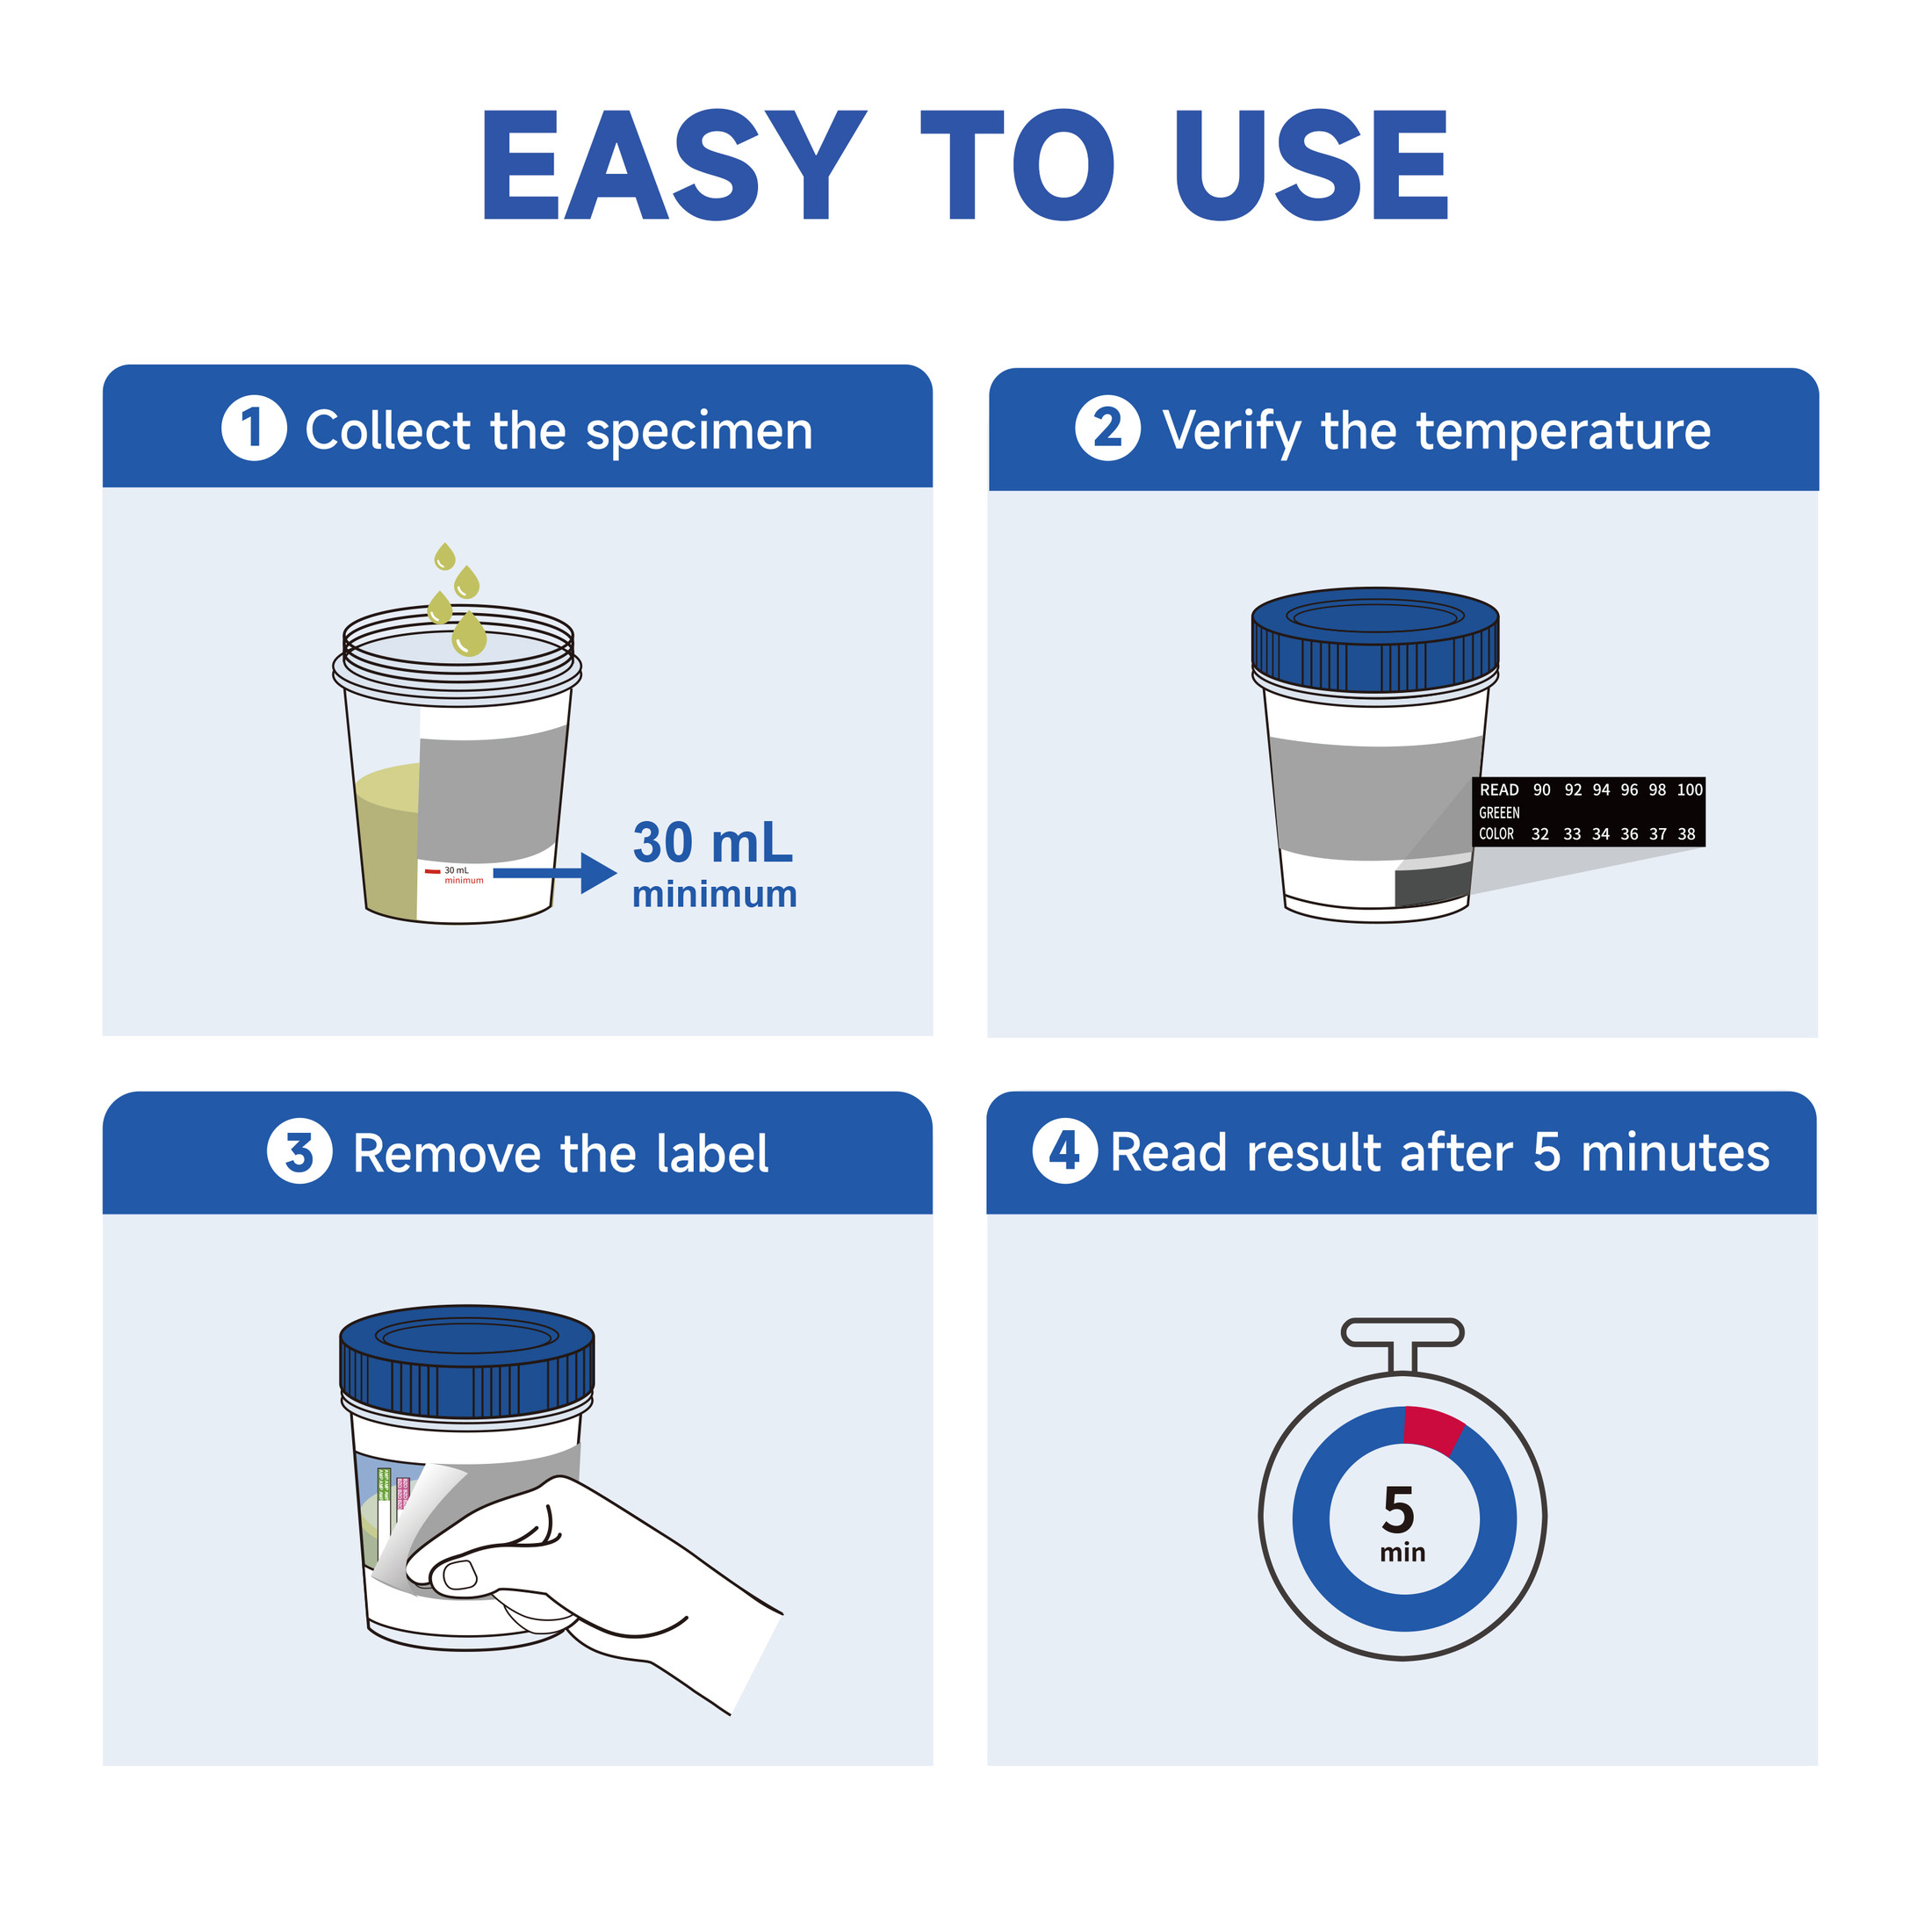 EASY TO USE
1 Collect the specimen
30 mL
minimum
30 mL
minimum
2 Verify the temperature
READ 90 92 94 96 98 100
GREEEN
COLOR 32 33 34 36 37 38
3 Remove the label
4 Read result after 5 minutes
5
min